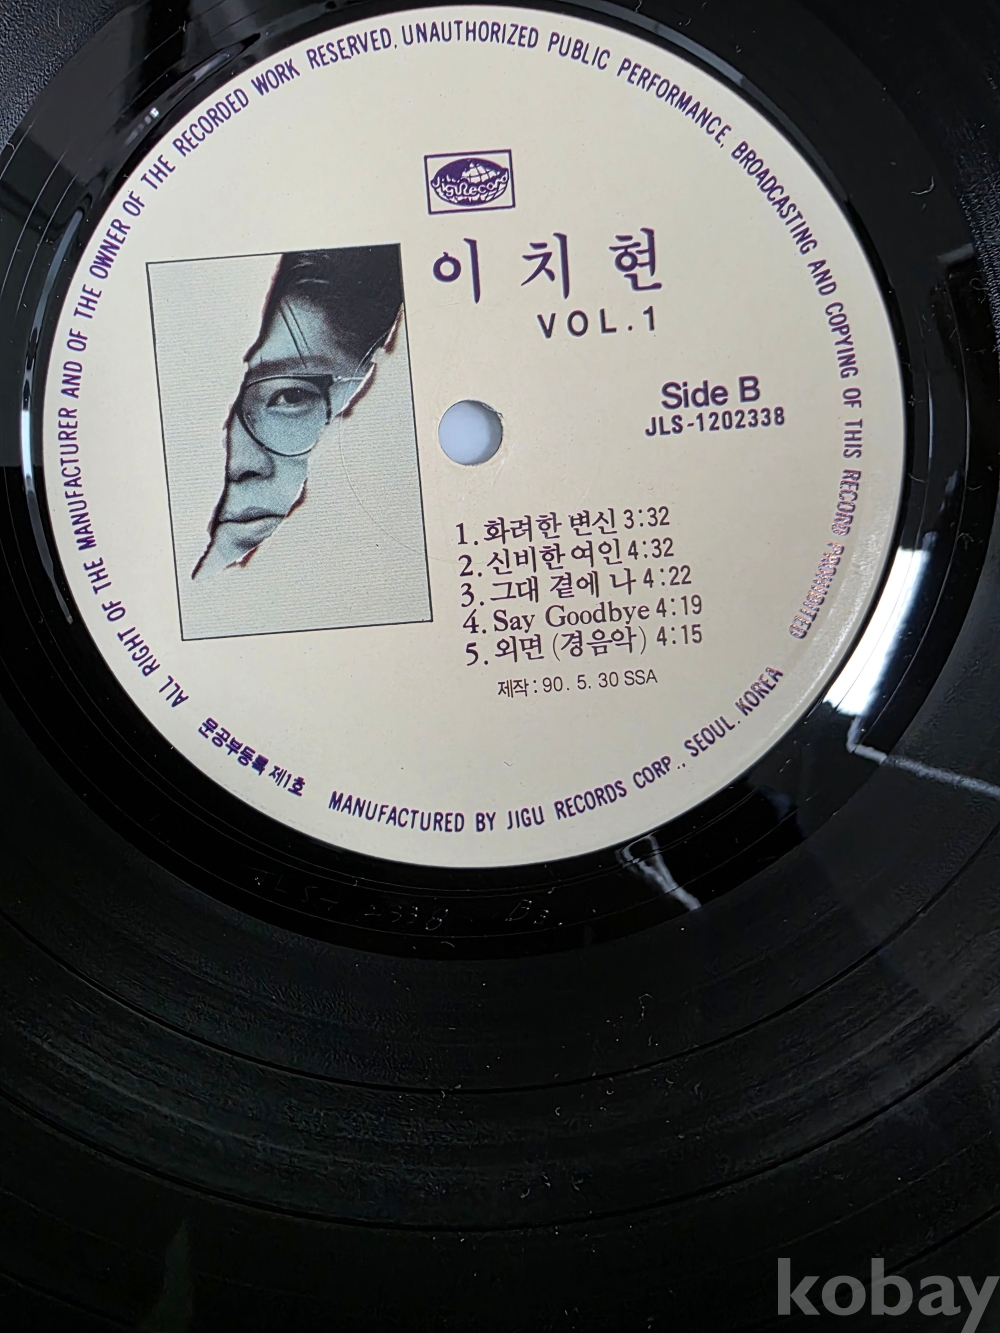 ALL RIGHT OF THE MANUFACTURER AND OF THE OWNER OF THE RECORDED WORK RESERVED, UNAUTHORIZED PUBLIC PERFORMANCE, BROADCASTING AND COPYING OF THIS RECORD PROHIBITED
JiguRecord
이치현
VOL.1
Side B
JLS-1202338
1. 화려한 변신 3:32
2. 신비한 여인 4:32
3. 그대 곁에 나 4:22
4. Say Goodbye 4:19
5. 외면 (경음악) 4:15
제작:90. 5. 30 SSA
문공부등록 제1호
MANUFACTURED BY JIGU RECORDS CORP., SEOUL. KOREA
kobay